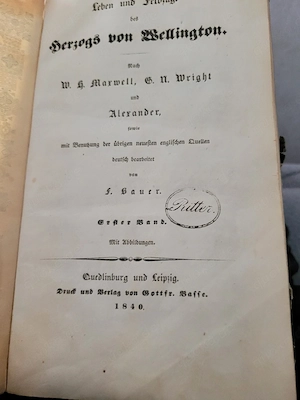 Leben und Feldzüge
des
Herzogs von Wellington.
Nach
W. H. Maxwell, G. N. Wright
und
Alexander,
sowie
mit Benutzung der übrigen neuesten englischen Quellen
deutsch bearbeitet
von
F. Bauer.
Ritter.
Erster Band.
Mit Abbildungen.
Quedlinburg und Leipzig.
Druck und Verlag von Gottfr. Basse.
1840.